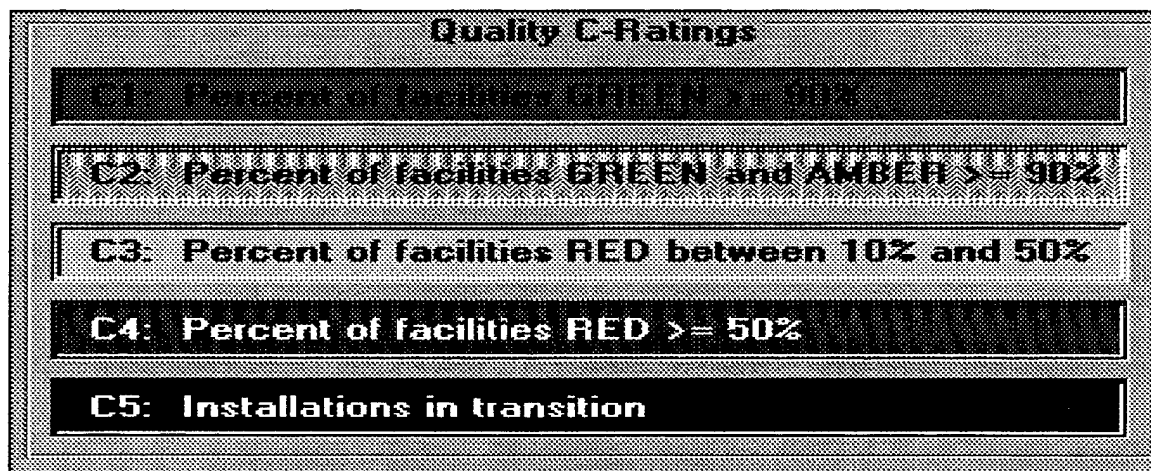 Quality C-Ratings
C1: Percent of facilities GREEN >= 90%
C2: Percent of facilities GREEN and AMBER >= 90%
C3: Percent of facilities RED between 10% and 50%
C4: Percent of facilities RED >= 50%
C5: Installations in transition